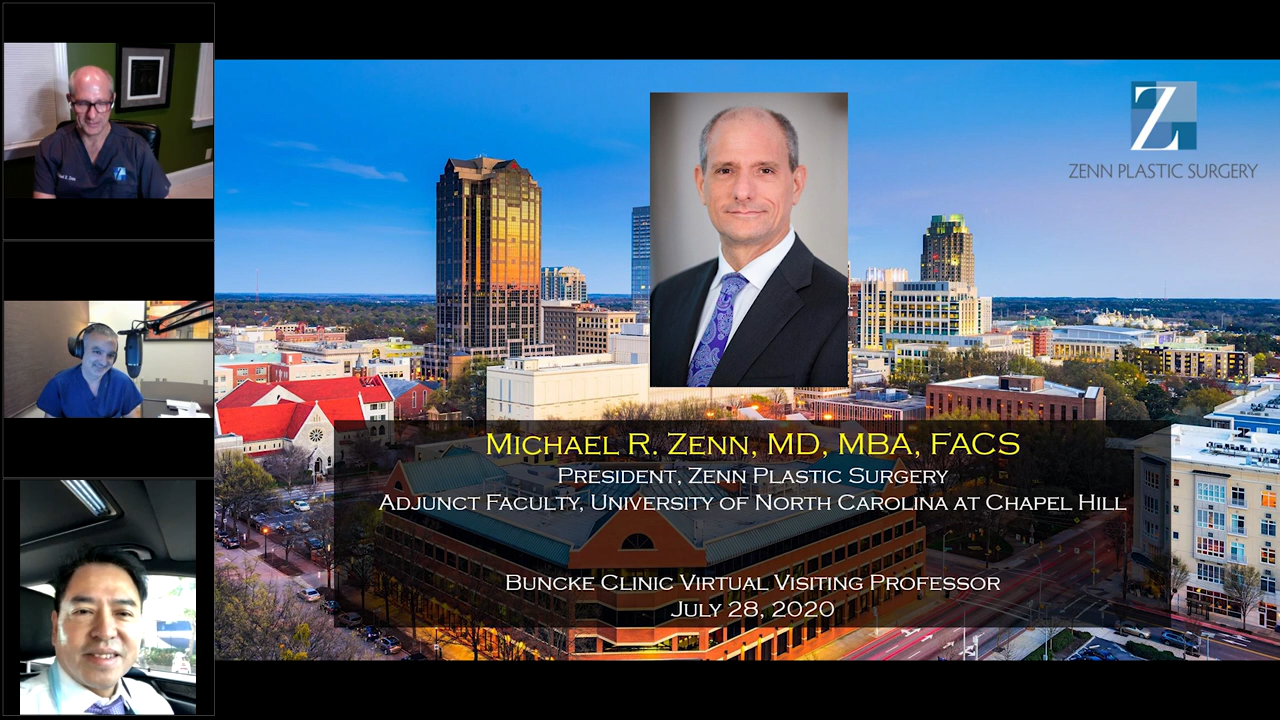 Z
ZENN PLASTIC SURGERY
MICHAEL R. ZENN, MD, MBA, FACS
PRESIDENT, ZENN PLASTIC SURGERY
ADJUNCT FACULTY, UNIVERSITY OF NORTH CAROLINA AT CHAPEL HILL
BUNCKE CLINIC VIRTUAL VISITING PROFESSOR
JULY 28, 2020